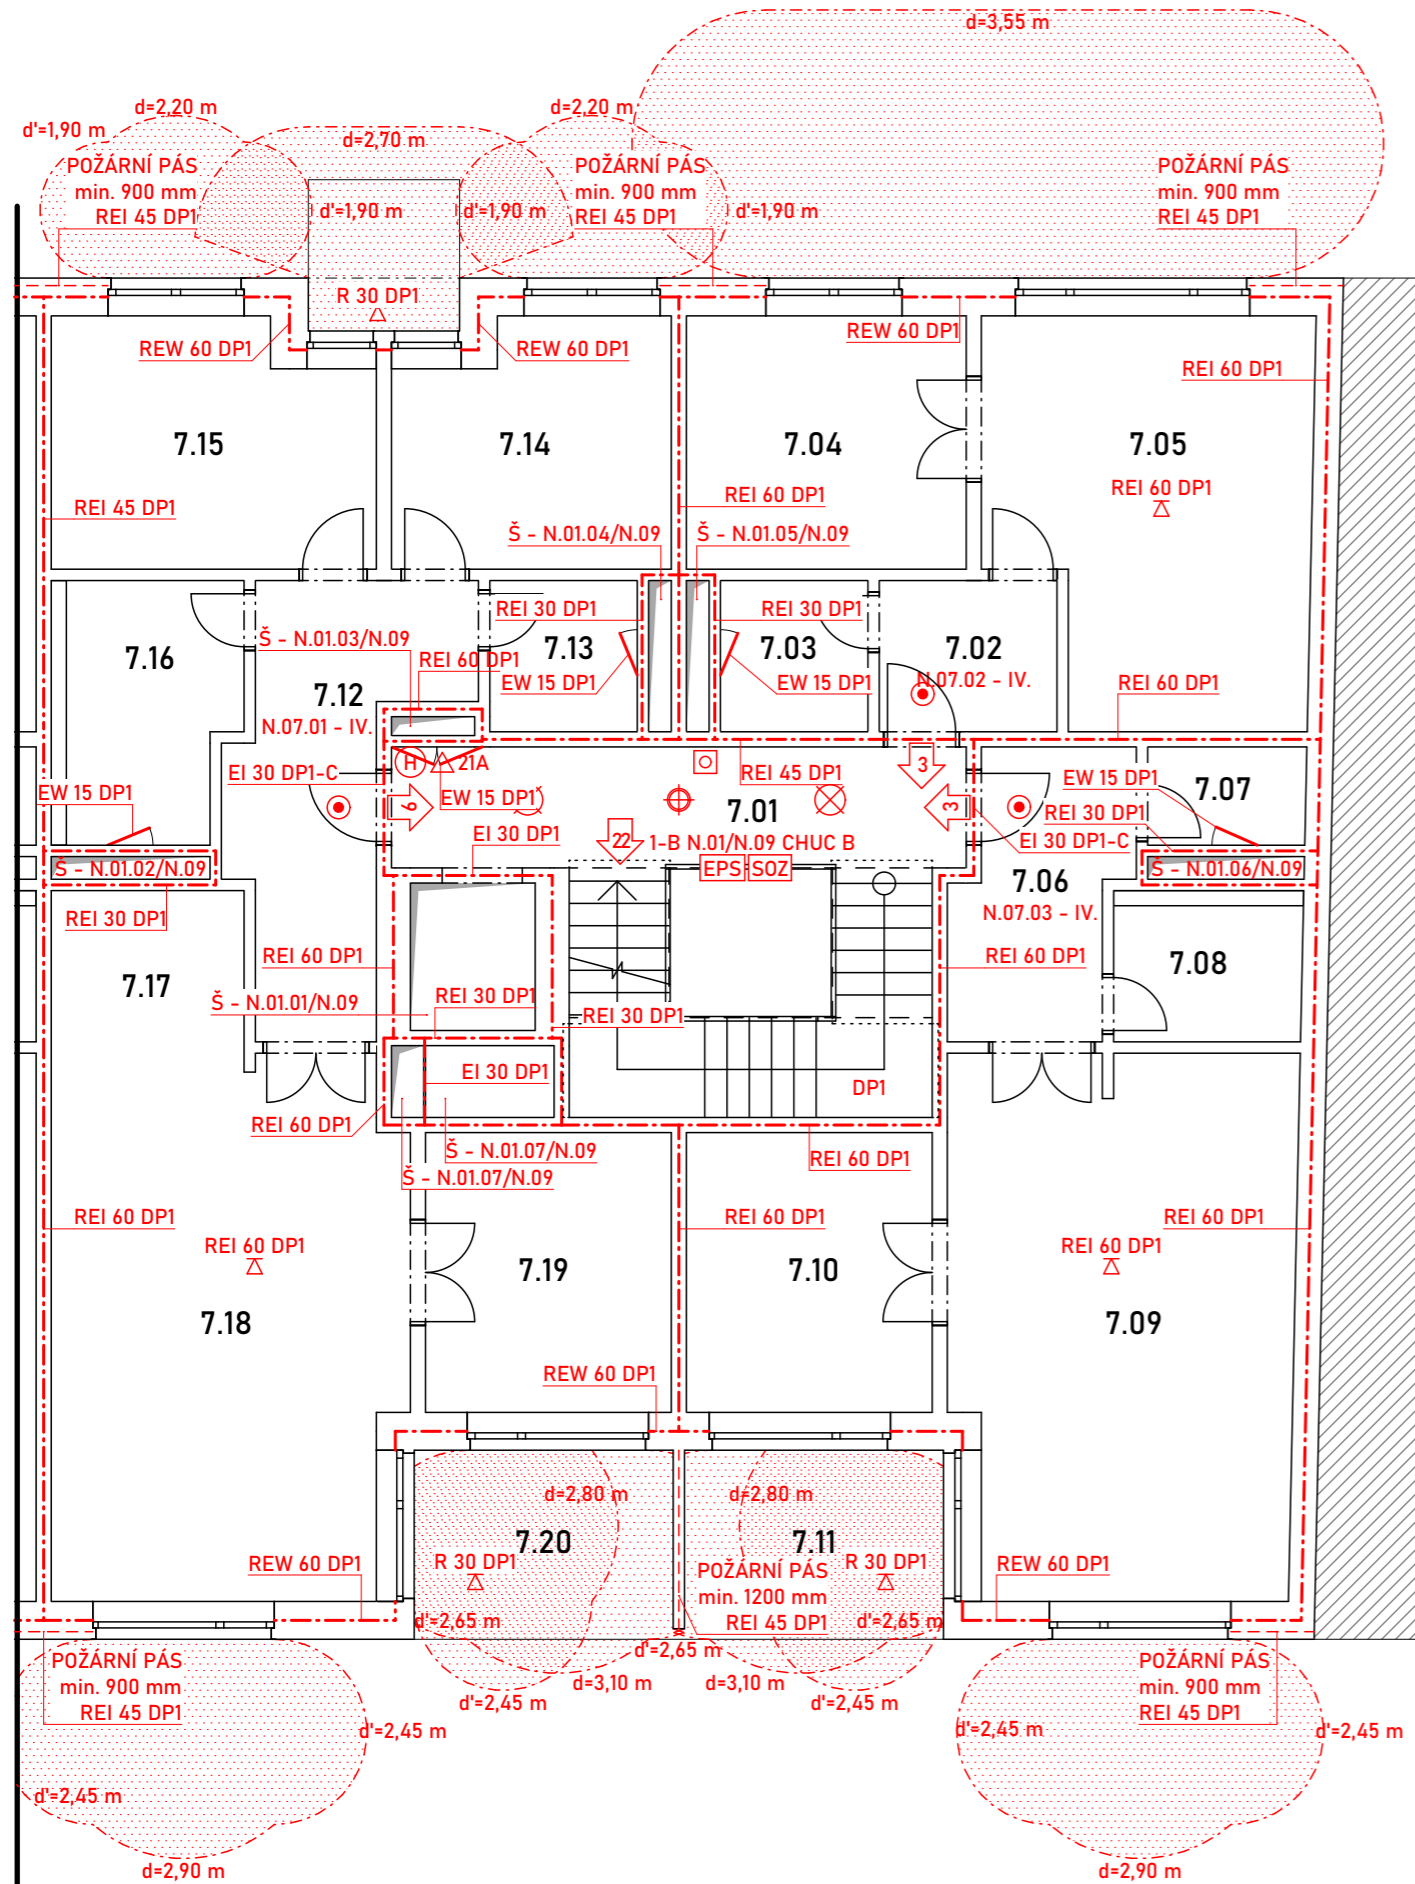 d=3,55 m
d=2,20 m
d=2,20 m
d'=1,90 m
d=2,70 m
POŽÁRNÍ PÁS
min. 900 mm
REI 45 DP1
POŽÁRNÍ PÁS
min. 900 mm
REI 45 DP1
POŽÁRNÍ PÁS
min. 900 mm
REI 45 DP1
d'=1,90 m
d'=1,90 m
d'=1,90 m
R 30 DP1
REW 60 DP1
REW 60 DP1
REW 60 DP1
REI 60 DP1
7.15
7.14
7.04
7.05
REI 60 DP1
REI 60 DP1
REI 45 DP1
Š - N.01.04/N.09
Š - N.01.05/N.09
REI 30 DP1
REI 30 DP1
Š - N.01.03/N.09
7.16
7.13
7.03
7.02
REI 60 DP1
EW 15 DP1
EW 15 DP1
N.07.02 - IV.
REI 60 DP1
7.12
N.07.01 - IV.
H
21A
EI 30 DP1-C
REI 45 DP1
3
EW 15 DP1
EW 15 DP1
EW 15 DP1
7.07
6
7.01
3
REI 30 DP1
EI 30 DP1
22
1-B N.01/N.09 CHUC B
EI 30 DP1-C
EPS
SOZ
Š - N.01.02/N.09
7.06
Š - N.01.06/N.09
N.07.03 - IV.
REI 30 DP1
REI 60 DP1
REI 60 DP1
7.08
7.17
Š - N.01.01/N.09
REI 30 DP1
REI 30 DP1
EI 30 DP1
DP1
REI 60 DP1
Š - N.01.07/N.09
Š - N.01.07/N.09
REI 60 DP1
REI 60 DP1
REI 60 DP1
REI 60 DP1
REI 60 DP1
REI 60 DP1
7.19
7.10
7.18
7.09
REW 60 DP1
d=2,80 m
d=2,80 m
7.20
7.11
REW 60 DP1
R 30 DP1
POŽÁRNÍ PÁS
min. 1200 mm
REI 45 DP1
R 30 DP1
REW 60 DP1
d'=2,65 m
d'=2,65 m
d'=2,65 m
POŽÁRNÍ PÁS
min. 900 mm
REI 45 DP1
d=3,10 m
d=3,10 m
d'=2,45 m
d'=2,45 m
POŽÁRNÍ PÁS
min. 900 mm
REI 45 DP1
d'=2,45 m
d'=2,45 m
d'=2,45 m
d'=2,45 m
d=2,90 m
d=2,90 m